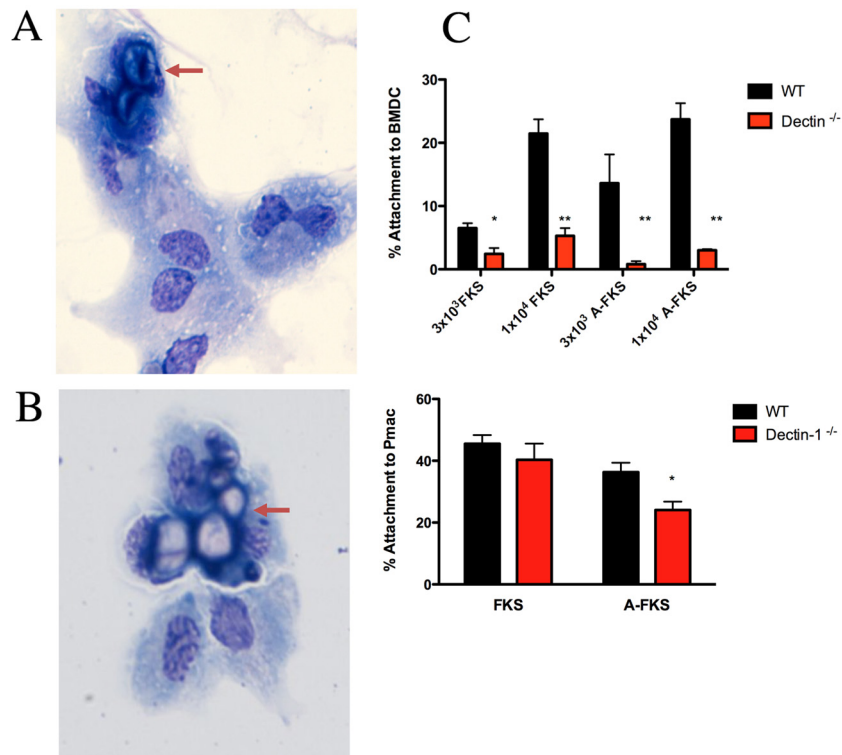 A
B
C
30
20
10
0
% Attachment to BMDC
WT
Dectin -/-
*
**
**
**
3x10³FKS
1x10⁴ FKS
3x10³ A-FKS
1x10⁴ A-FKS
60
40
20
0
% Attachment to Pmac
WT
Dectin-1 -/-
*
FKS
A-FKS